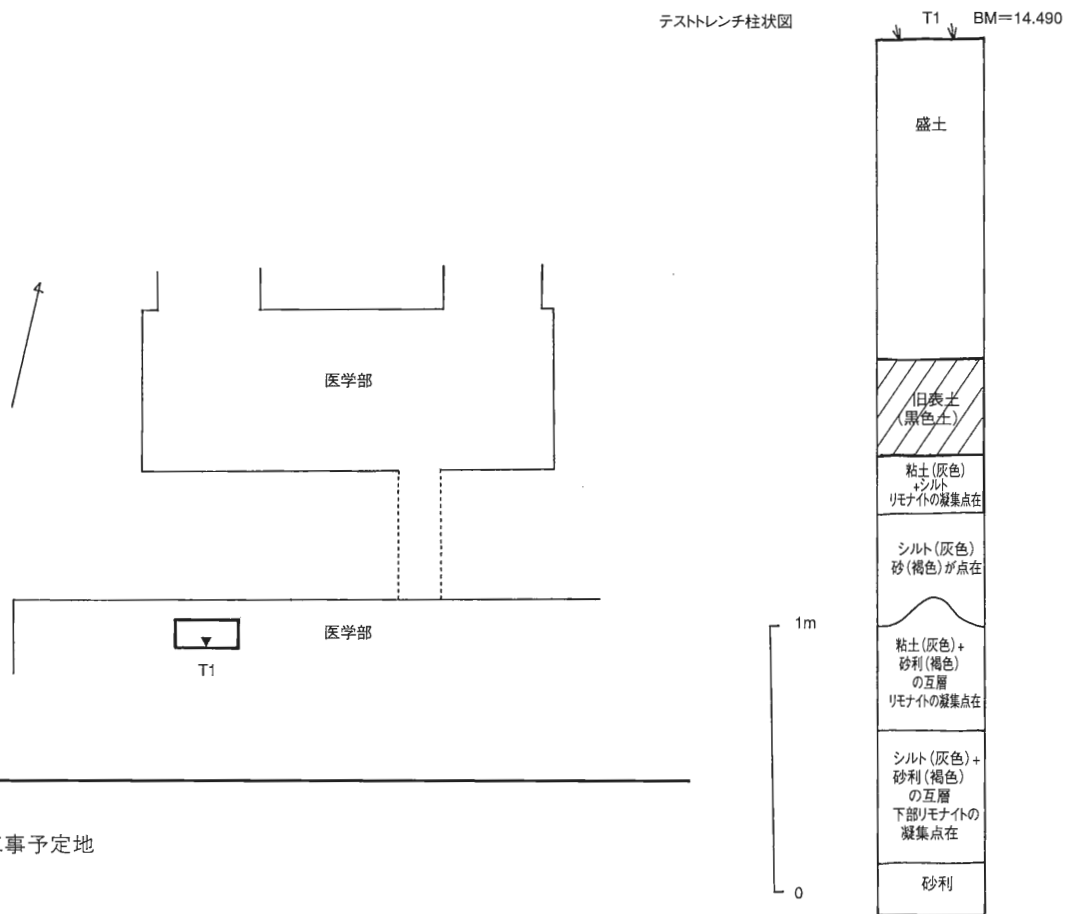 テストトレンチ柱状図
T1 BM=14.490
盛土
旧表土
(黒色土)
粘土(灰色)
+シルト
リモナイトの凝集点在
シルト(灰色)
砂(褐色)が点在
粘土(灰色)+
砂利(褐色)
の互層
リモナイトの凝集点在
シルト(灰色)+
砂利(褐色)
の互層
下部リモナイトの
凝集点在
砂利
1m
0
4
医学部
医学部
T1
事予定地